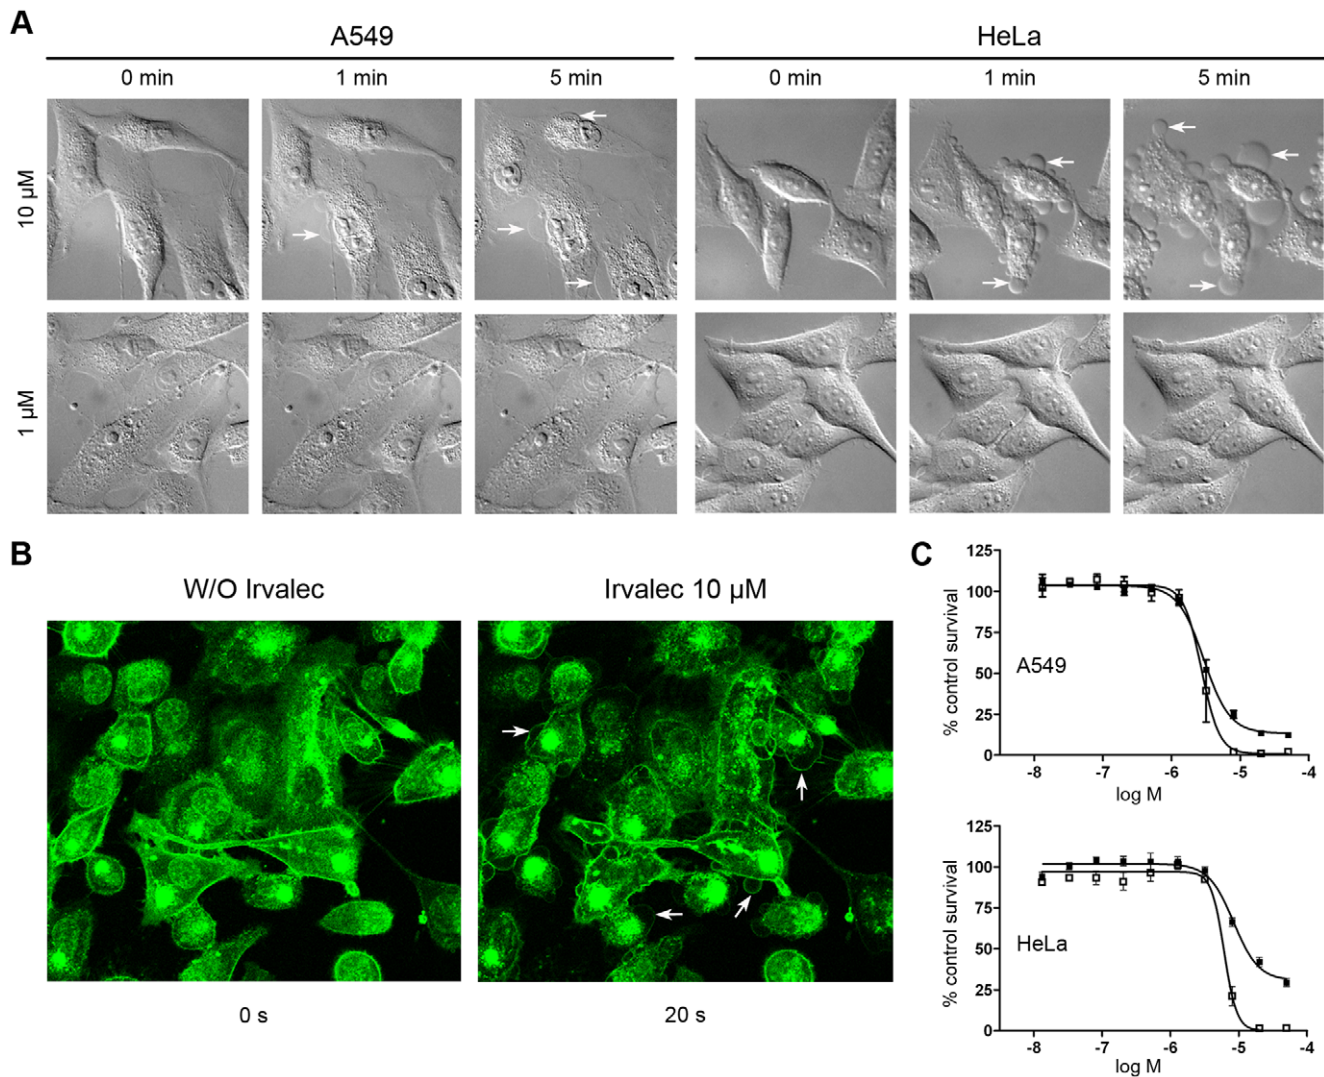 A
A549 HeLa
0 min 1 min 5 min 0 min 1 min 5 min
10 µM
1 µM
B
W/O Irvalec Irvalec 10 µM
0 s 20 s
C
125
100
75
50
25
0
% control survival
A549
-8 -7 -6 -5 -4
log M
125
100
75
50
25
0
% control survival
HeLa
-8 -7 -6 -5 -4
log M